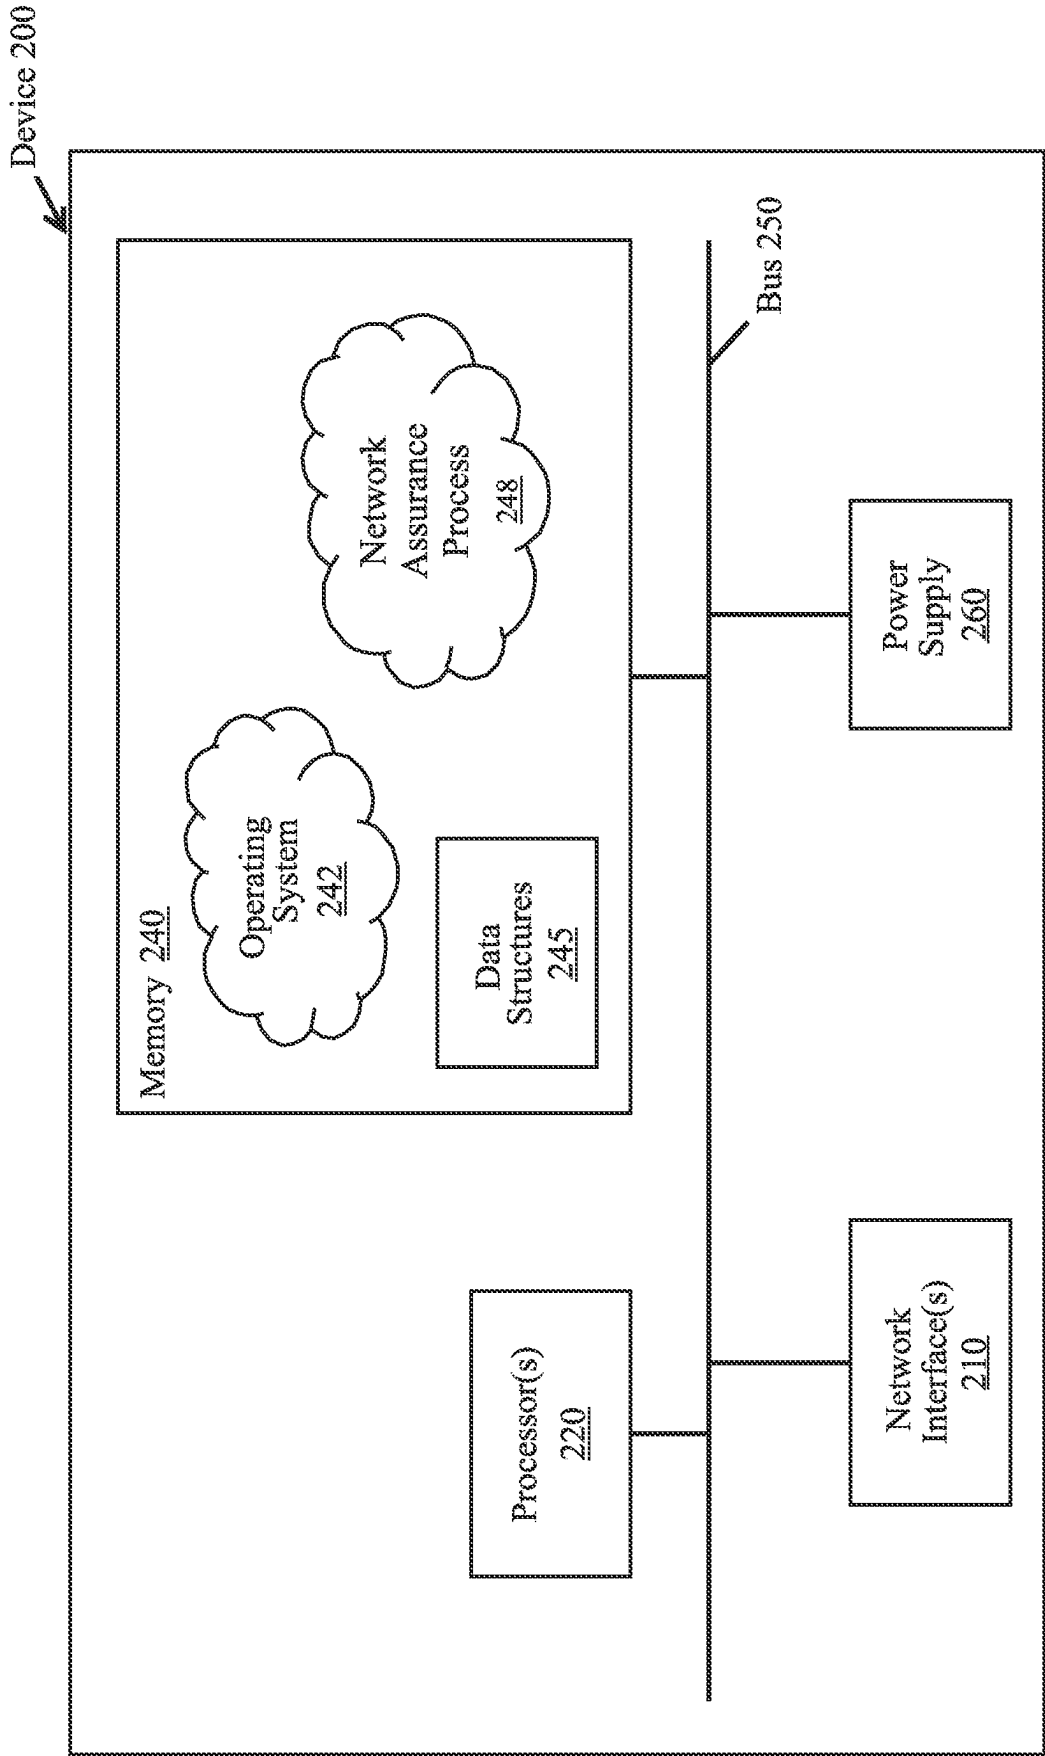 Device 200
Memory 240
Operating
System
242
Network
Assurance
Process
248
Data
Structures
245
Processor(s)
220
Bus 250
Network
Interface(s)
210
Power
Supply
260